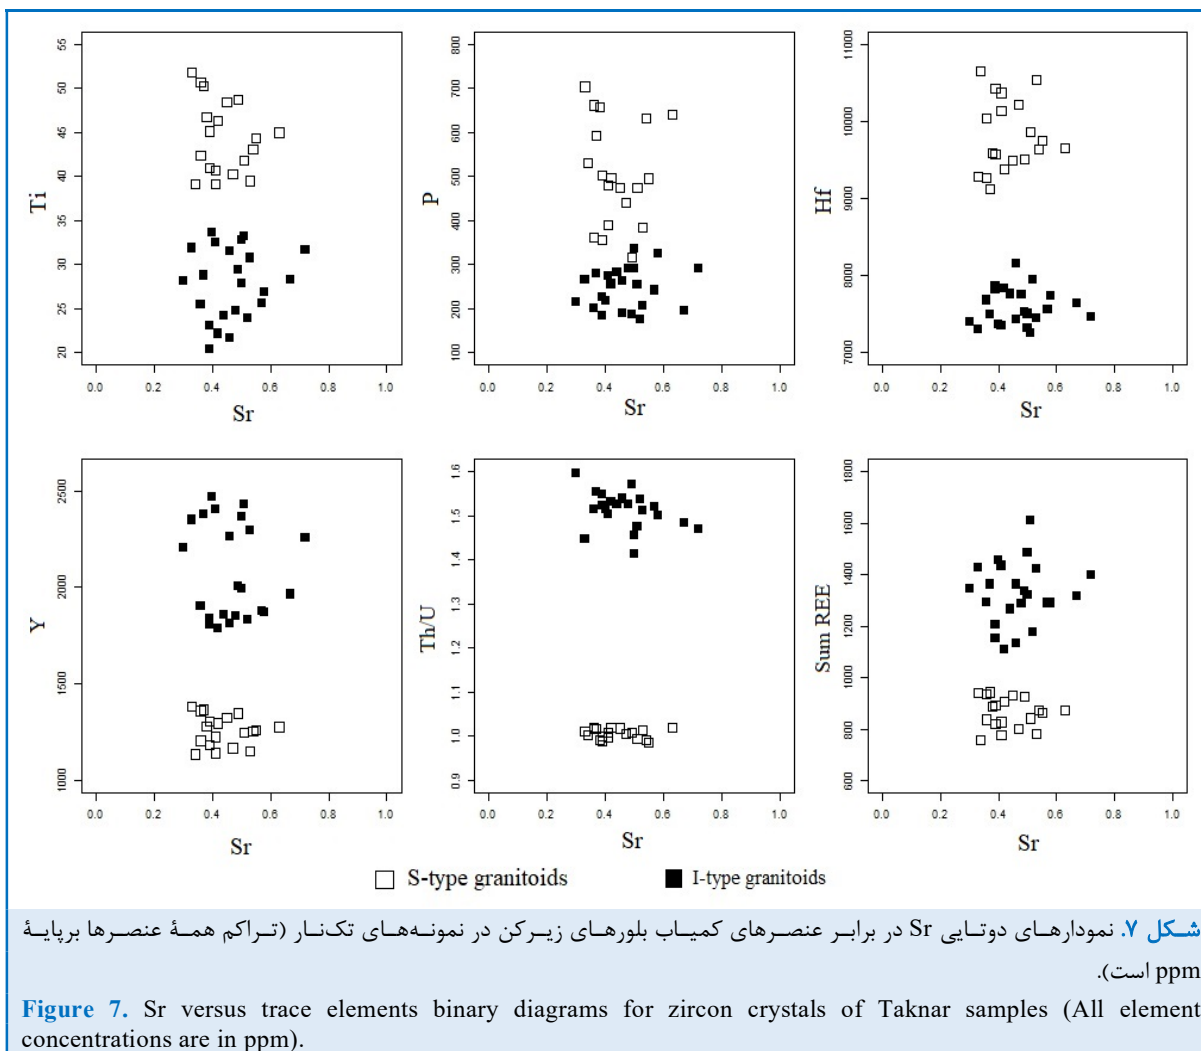 55
50
45
40
35
30
25
20
Ti
0.0 0.2 0.4 0.6 0.8 1.0
Sr
800
700
600
500
400
300
200
100
P
0.0 0.2 0.4 0.6 0.8 1.0
Sr
11000
10000
9000
8000
7000
Hf
0.0 0.2 0.4 0.6 0.8 1.0
Sr
2500
2000
1500
1000
Y
0.0 0.2 0.4 0.6 0.8 1.0
Sr
1.6
1.5
1.4
1.3
1.2
1.1
1.0
0.9
Th/U
0.0 0.2 0.4 0.6 0.8 1.0
Sr
1800
1600
1400
1200
1000
800
600
Sum REE
0.0 0.2 0.4 0.6 0.8 1.0
Sr
S-type granitoids
I-type granitoids
شکل ۷. نمودارهای دوتایی Sr در برابر عنصرهای کمیاب بلورهای زیرکن در نمونه‌های تک‌نار (تراکم همۀ عنصرها برپایۀ
ppm است).
Figure 7. Sr versus trace elements binary diagrams for zircon crystals of Taknar samples (All element
concentrations are in ppm).